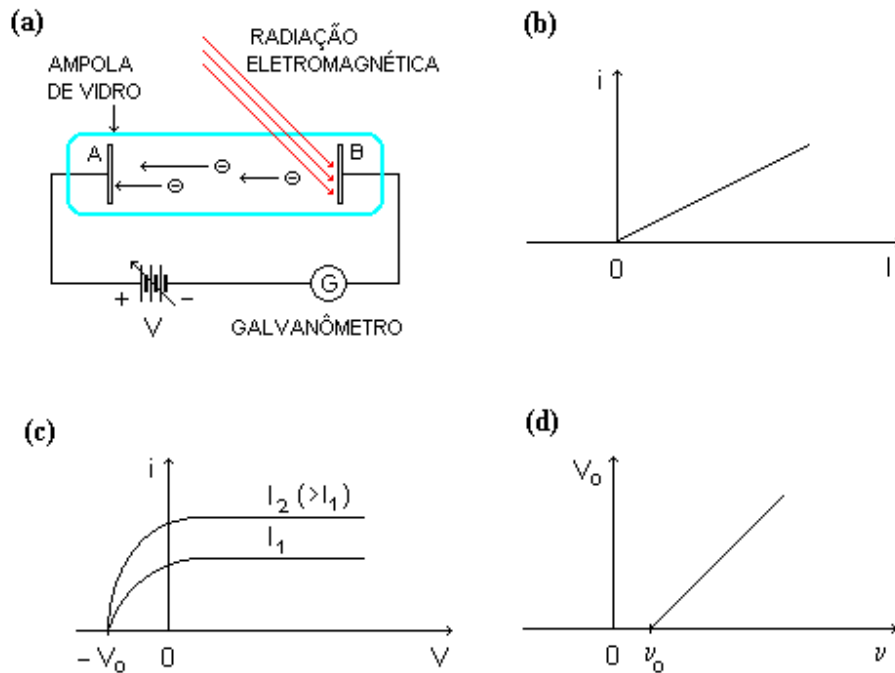 (a)
RADIAÇÃO
ELETROMAGNÉTICA
AMPOLA
DE VIDRO
A
B
⊖
⊖
⊖
+
−
V
G
GALVANÔMETRO
(b)
i
0
I
(c)
i
I₂ (>I₁)
I₁
− V₀ 0 V
(d)
V₀
0 ν₀ ν